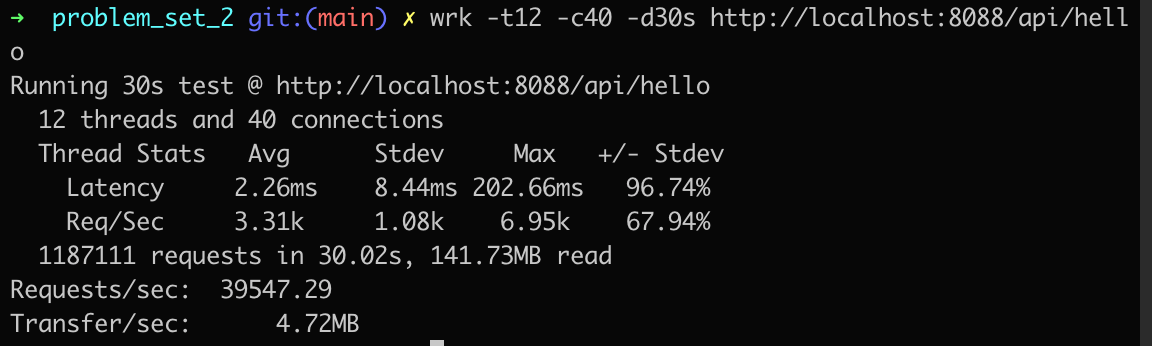 ➜  problem_set_2 git:(main) ✗ wrk -t12 -c40 -d30s http://localhost:8088/api/hell
o
Running 30s test @ http://localhost:8088/api/hello
  12 threads and 40 connections
  Thread Stats   Avg      Stdev     Max   +/- Stdev
    Latency     2.26ms    8.44ms 202.66ms   96.74%
    Req/Sec     3.31k     1.08k    6.95k    67.94%
  1187111 requests in 30.02s, 141.73MB read
Requests/sec:  39547.29
Transfer/sec:      4.72MB